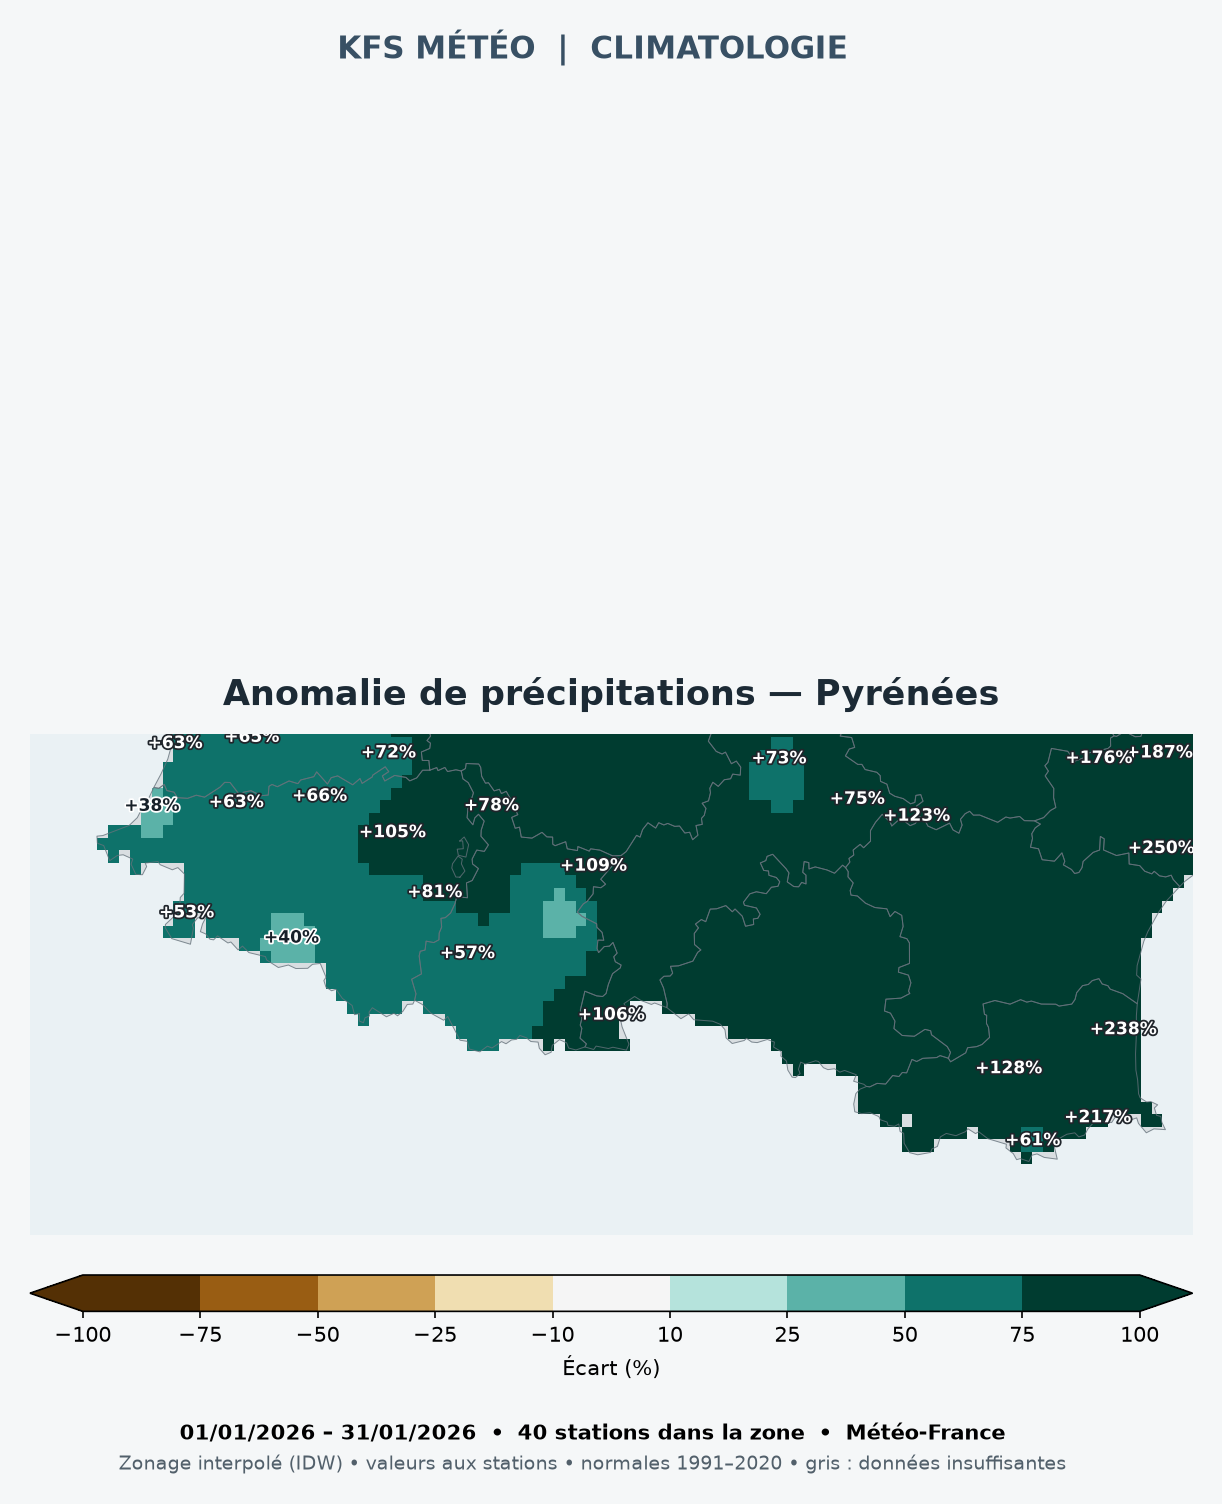 KFS MÉTÉO | CLIMATOLOGIE
Anomalie de précipitations — Pyrénées
+63% +65% +72% +73% +176% +187%
+38% +63% +66% +78% +75% +123%
+105% +109% +250%
+81%
+53% +40% +57%
+106% +238%
+128%
+217%
+61%
−100 −75 −50 −25 −10 10 25 50 75 100
Écart (%)
01/01/2026 – 31/01/2026 • 40 stations dans la zone • Météo-France
Zonage interpolé (IDW) • valeurs aux stations • normales 1991–2020 • gris : données insuffisantes